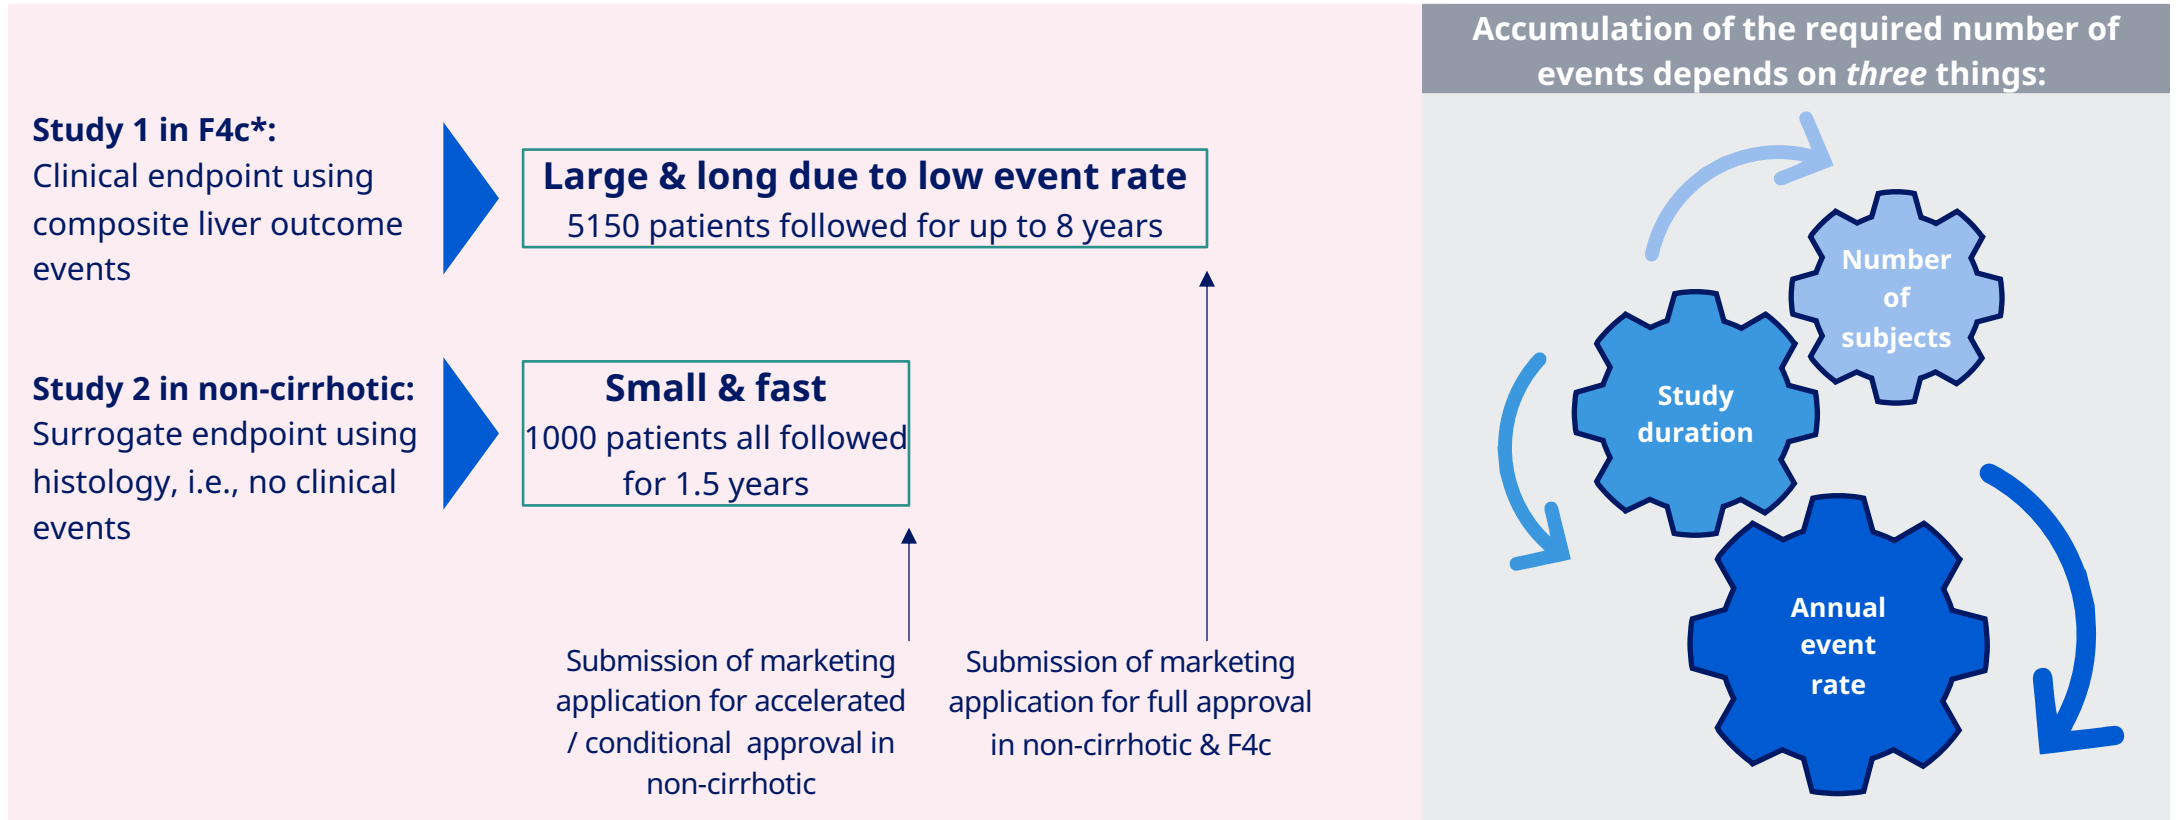 Study 1 in F4c*:
Clinical endpoint using
composite liver outcome
events
Large & long due to low event rate
5150 patients followed for up to 8 years
Study 2 in non-cirrhotic:
Surrogate endpoint using
histology, i.e., no clinical
events
Small & fast
1000 patients all followed
for 1.5 years
Submission of marketing
application for accelerated
/ conditional  approval in
non-cirrhotic
Submission of marketing
application for full approval
in non-cirrhotic & F4c
Accumulation of the required number of
events depends on three things:
Number
of
subjects
Study
duration
Annual
event
rate